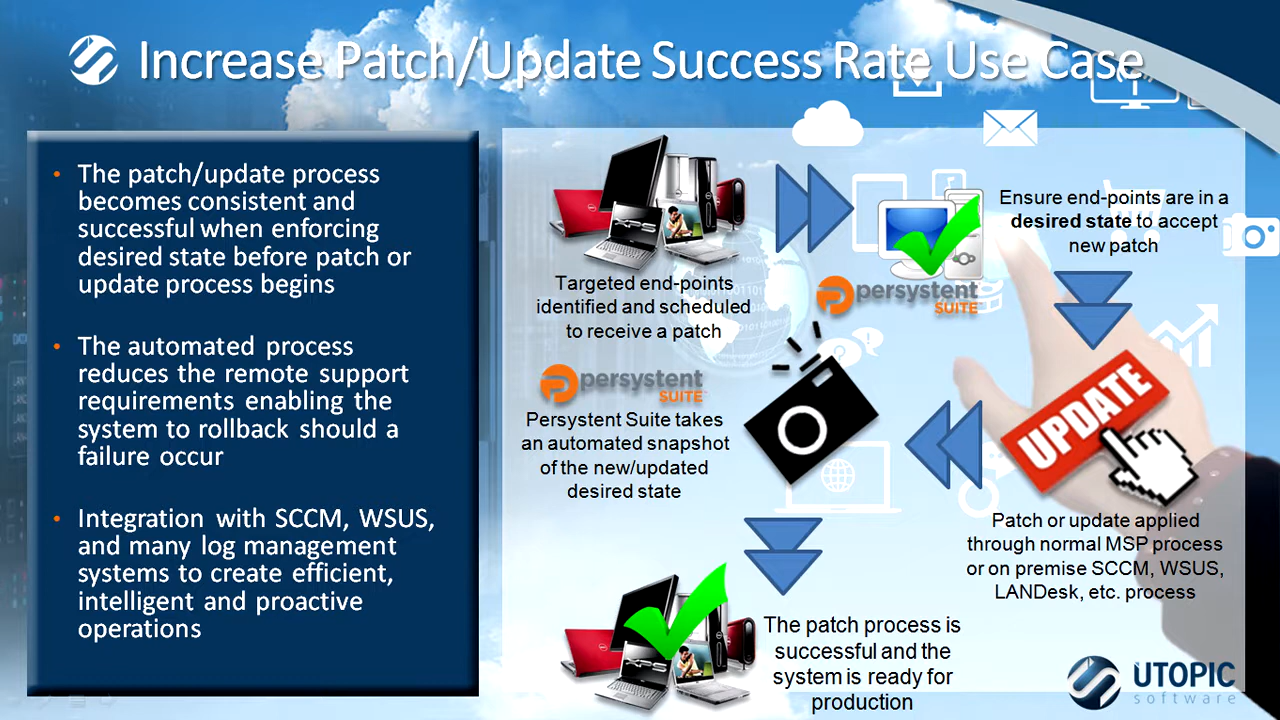 Increase Patch/Update Success Rate Use Case
• The patch/update process
becomes consistent and
successful when enforcing
desired state before patch or
update process begins
• The automated process
reduces the remote support
requirements enabling the
system to rollback should a
failure occur
• Integration with SCCM, WSUS,
and many log management
systems to create efficient,
intelligent and proactive
operations
XPS
Targeted end-points
identified and scheduled
to receive a patch
persystent
SUITE
Ensure end-points are in a
desired state to accept
new patch
UPDATE
Patch or update applied
through normal MSP process
or on premise SCCM, WSUS,
LANDesk, etc. process
persystent
SUITE
Persystent Suite takes
an automated snapshot
of the new/updated
desired state
XPS
The patch process is
successful and the
system is ready for
production
UTOPIC
software